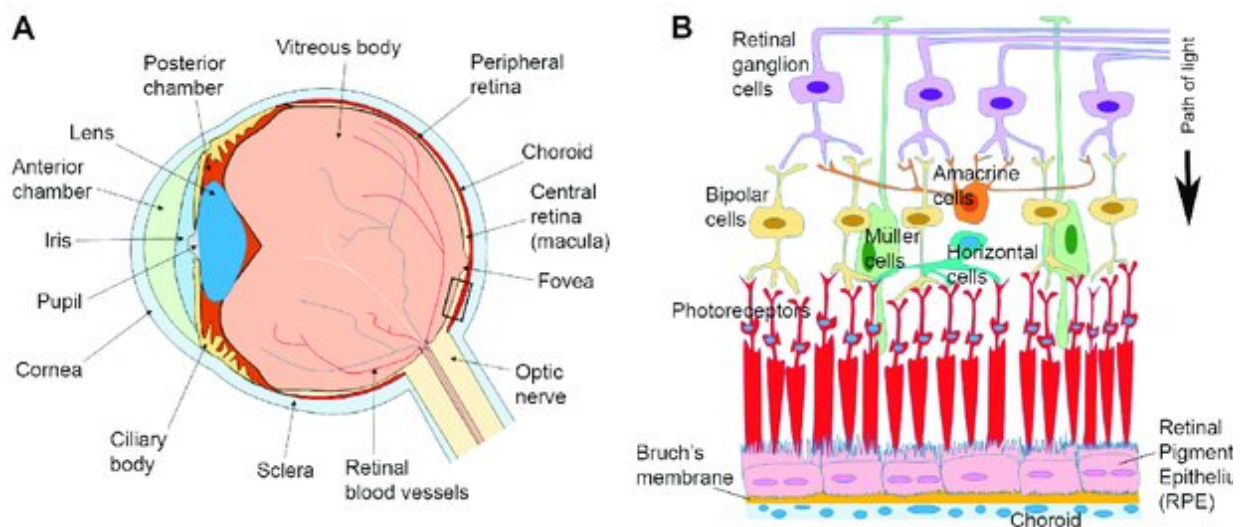 A
Vitreous body
Posterior
chamber
Peripheral
retina
Lens
Choroid
Anterior
chamber
Central
retina
(macula)
Iris
Fovea
Pupil
Cornea
Optic
nerve
Ciliary
body
Sclera
Retinal
blood vessels
B
Retinal
ganglion
cells
Path of light
Amacrine
cells
Bipolar
cells
Müller
cells
Horizontal
cells
Photoreceptors
Bruch's
membrane
Retinal
Pigment
Epitheliu
(RPE)
Choroid